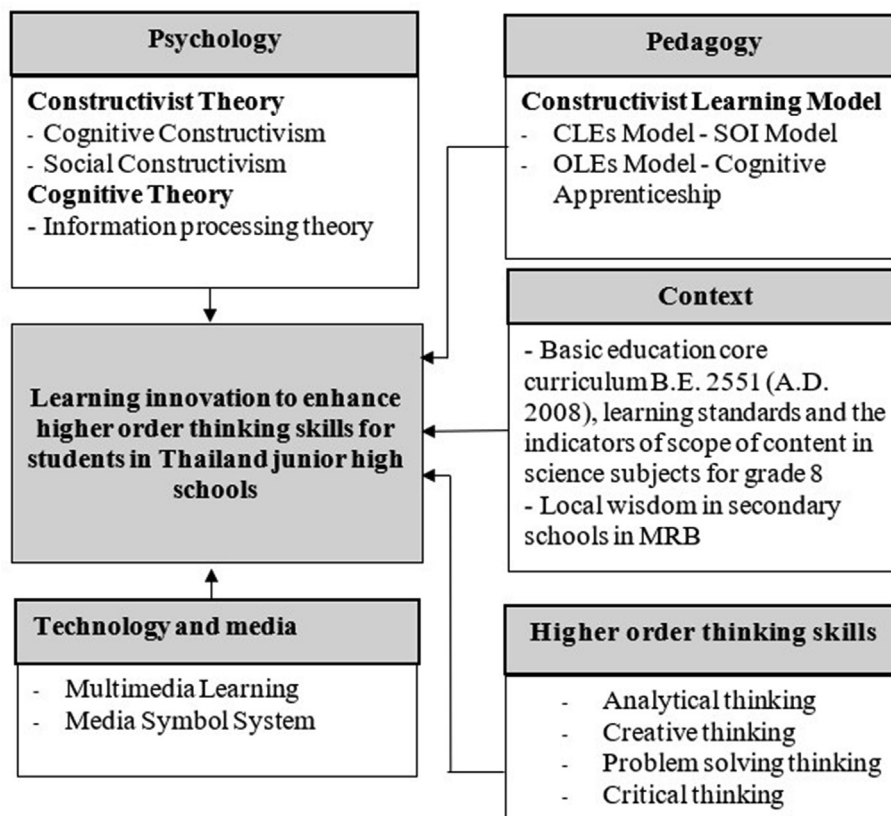 Psychology
Constructivist Theory
- Cognitive Constructivism
- Social Constructivism
Cognitive Theory
- Information processing theory
Pedagogy
Constructivist Learning Model
- CLEs Model - SOI Model
- OLEs Model - Cognitive
Apprenticeship
Learning innovation to enhance
higher order thinking skills for
students in Thailand junior high
schools
Context
- Basic education core
curriculum B.E. 2551 (A.D.
2008), learning standards and the
indicators of scope of content in
science subjects for grade 8
- Local wisdom in secondary
schools in MRB
Technology and media
- Multimedia Learning
- Media Symbol System
Higher order thinking skills
- Analytical thinking
- Creative thinking
- Problem solving thinking
- Critical thinking